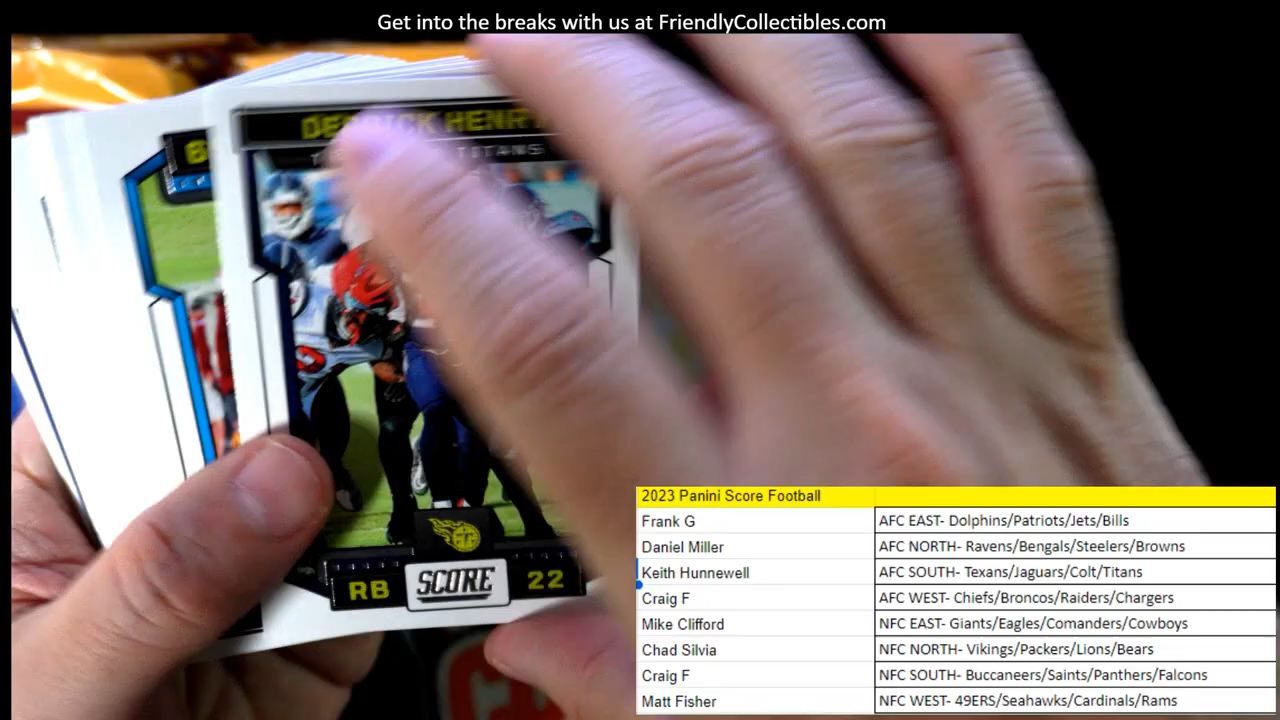 Get into the breaks with us at FriendlyCollectibles.com
HENRY
TITANS
RB SCORE 22
2023 Panini Score Football
Frank G AFC EAST- Dolphins/Patriots/Jets/Bills
Daniel Miller AFC NORTH- Ravens/Bengals/Steelers/Browns
Keith Hunnewell AFC SOUTH- Texans/Jaguars/Colt/Titans
Craig F AFC WEST- Chiefs/Broncos/Raiders/Chargers
Mike Clifford NFC EAST- Giants/Eagles/Comanders/Cowboys
Chad Silvia NFC NORTH- Vikings/Packers/Lions/Bears
Craig F NFC SOUTH- Buccaneers/Saints/Panthers/Falcons
Matt Fisher NFC WEST- 49ERS/Seahawks/Cardinals/Rams